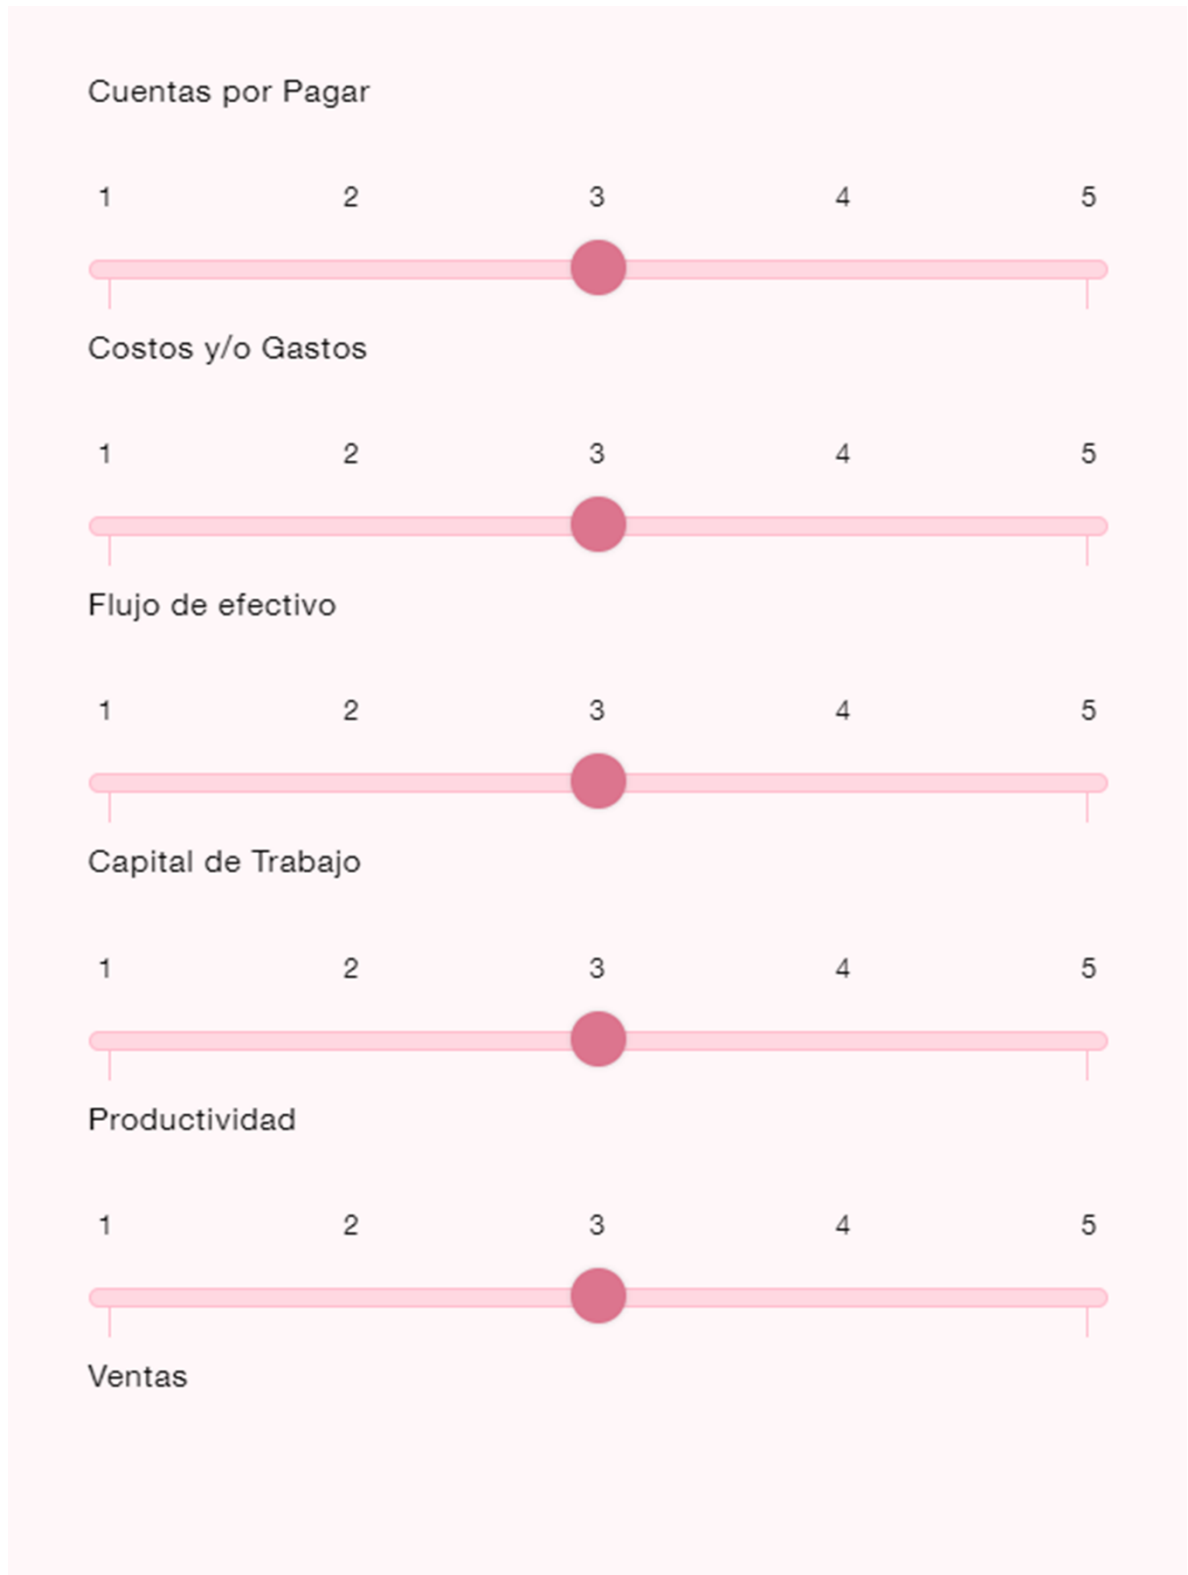 Cuentas por Pagar
1 2 3 4 5
Costos y/o Gastos
1 2 3 4 5
Flujo de efectivo
1 2 3 4 5
Capital de Trabajo
1 2 3 4 5
Productividad
1 2 3 4 5
Ventas